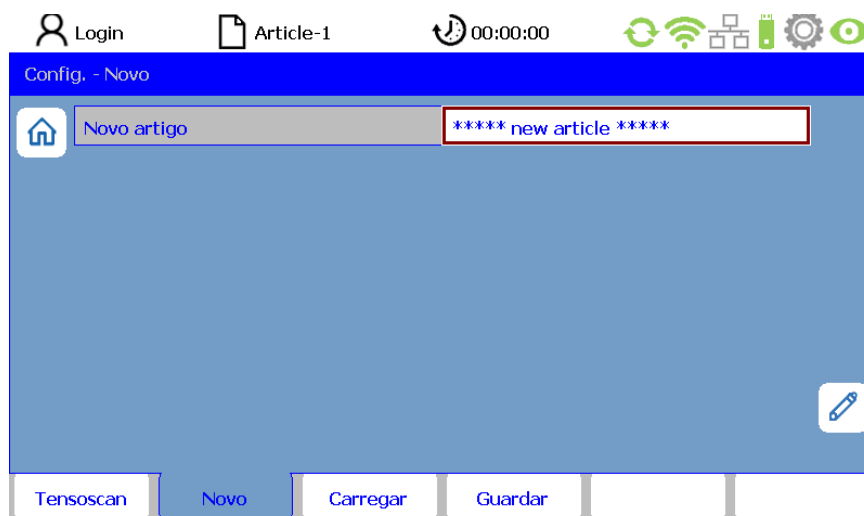 Login Article-1 00:00:00
Config. - Novo
Novo artigo ***** new article *****
Tensoscan Novo Carregar Guardar